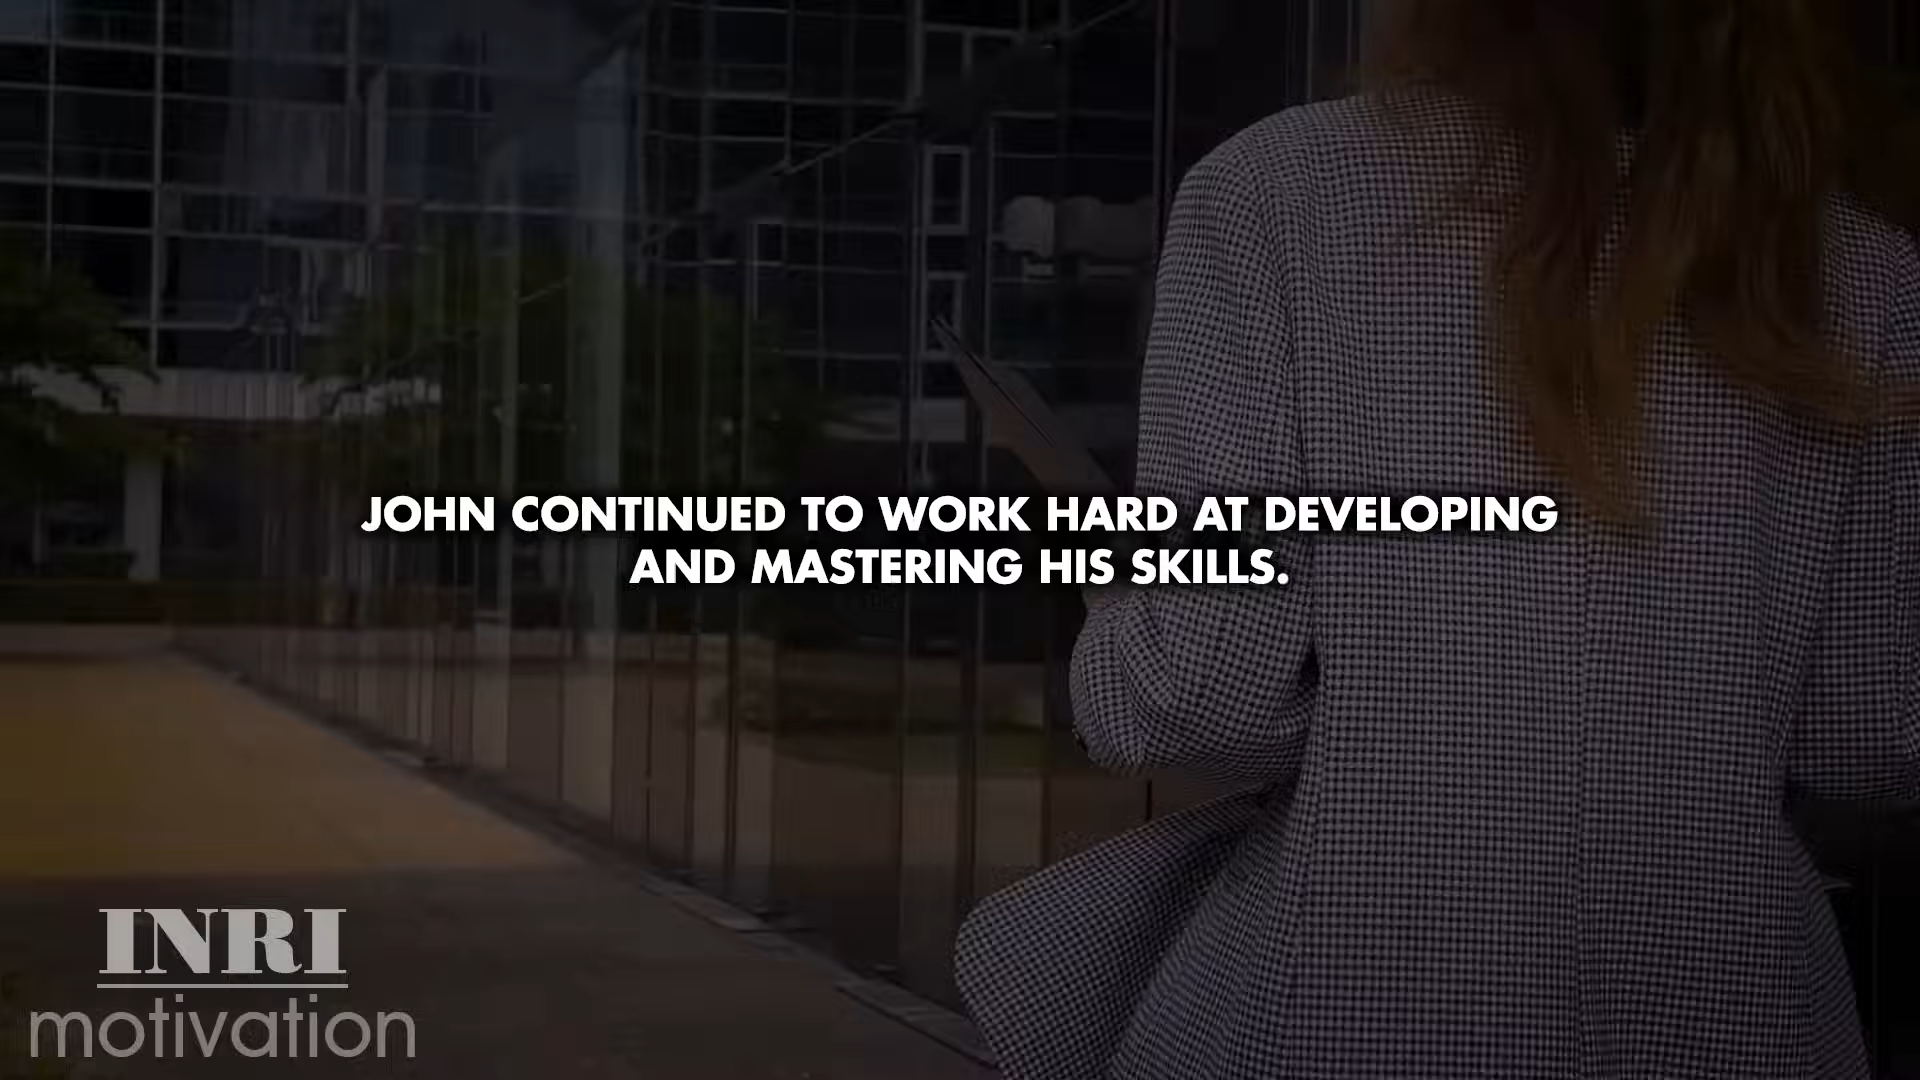 JOHN CONTINUED TO WORK HARD AT DEVELOPING
AND MASTERING HIS SKILLS.
INRI
motivation